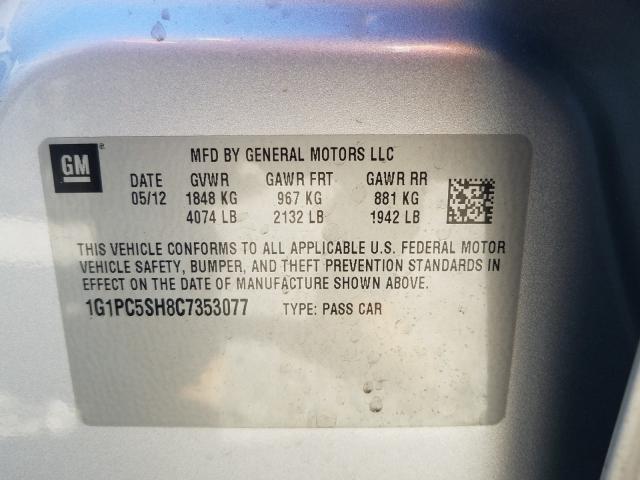 GM
MFD BY GENERAL MOTORS LLC
DATE GVWR GAWR FRT GAWR RR
05/12 1848 KG 967 KG 881 KG
4074 LB 2132 LB 1942 LB
THIS VEHICLE CONFORMS TO ALL APPLICABLE U.S. FEDERAL MOTOR
VEHICLE SAFETY, BUMPER, AND THEFT PREVENTION STANDARDS IN
EFFECT ON THE DATE OF MANUFACTURE SHOWN ABOVE.
1G1PC5SH8C7353077 TYPE: PASS CAR